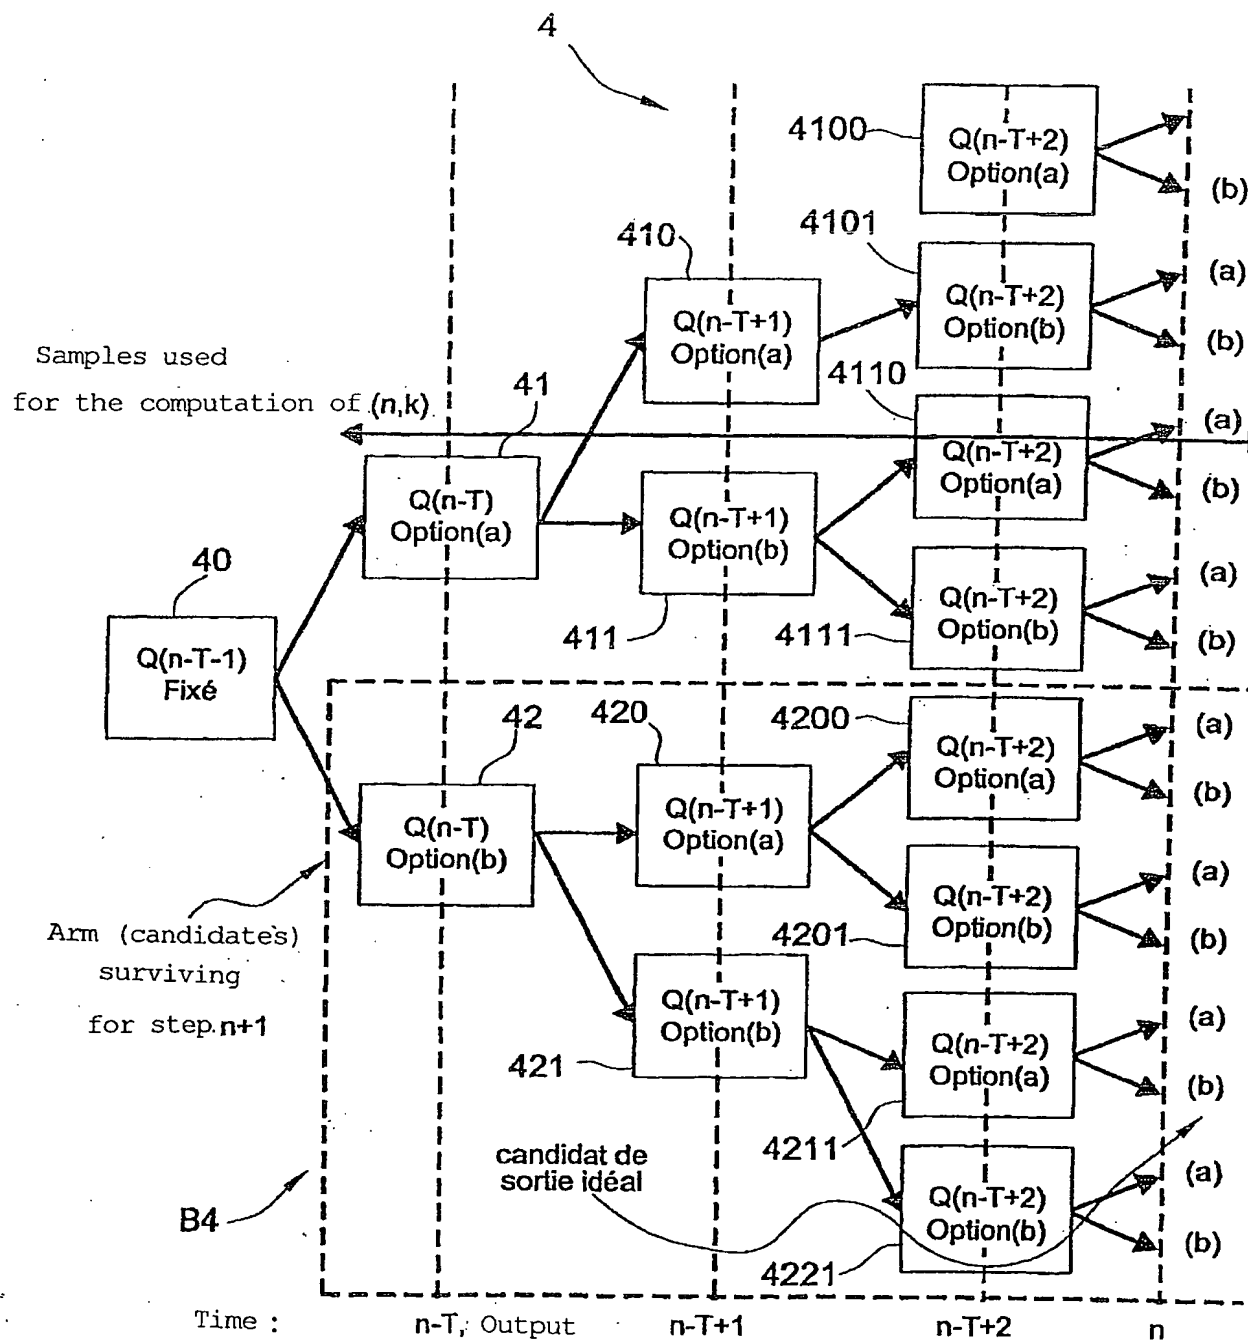 4
4100
Q(n-T+2)
Option(a)
(b)
410
4101
(a)
Q(n-T+1)
Option(a)
Q(n-T+2)
Option(b)
(b)
Samples used
for the computation of (n,k)
41
4110
(a)
Q(n-T)
Option(a)
Q(n-T+1)
Option(b)
Q(n-T+2)
Option(a)
(b)
40
411
4111
Q(n-T+2)
Option(b)
(a)
(b)
Q(n-T-1)
Fixé
42
420
4200
Q(n-T+2)
Option(a)
(a)
(b)
Q(n-T)
Option(b)
Q(n-T+1)
Option(a)
4201
Q(n-T+2)
Option(b)
(a)
(b)
Arm (candidates)
surviving
for step n+1
421
Q(n-T+1)
Option(b)
4211
Q(n-T+2)
Option(a)
(a)
(b)
candidat de
sortie idéal
B4
4221
Q(n-T+2)
Option(b)
(a)
(b)
Time : n-T, Output n-T+1 n-T+2 n